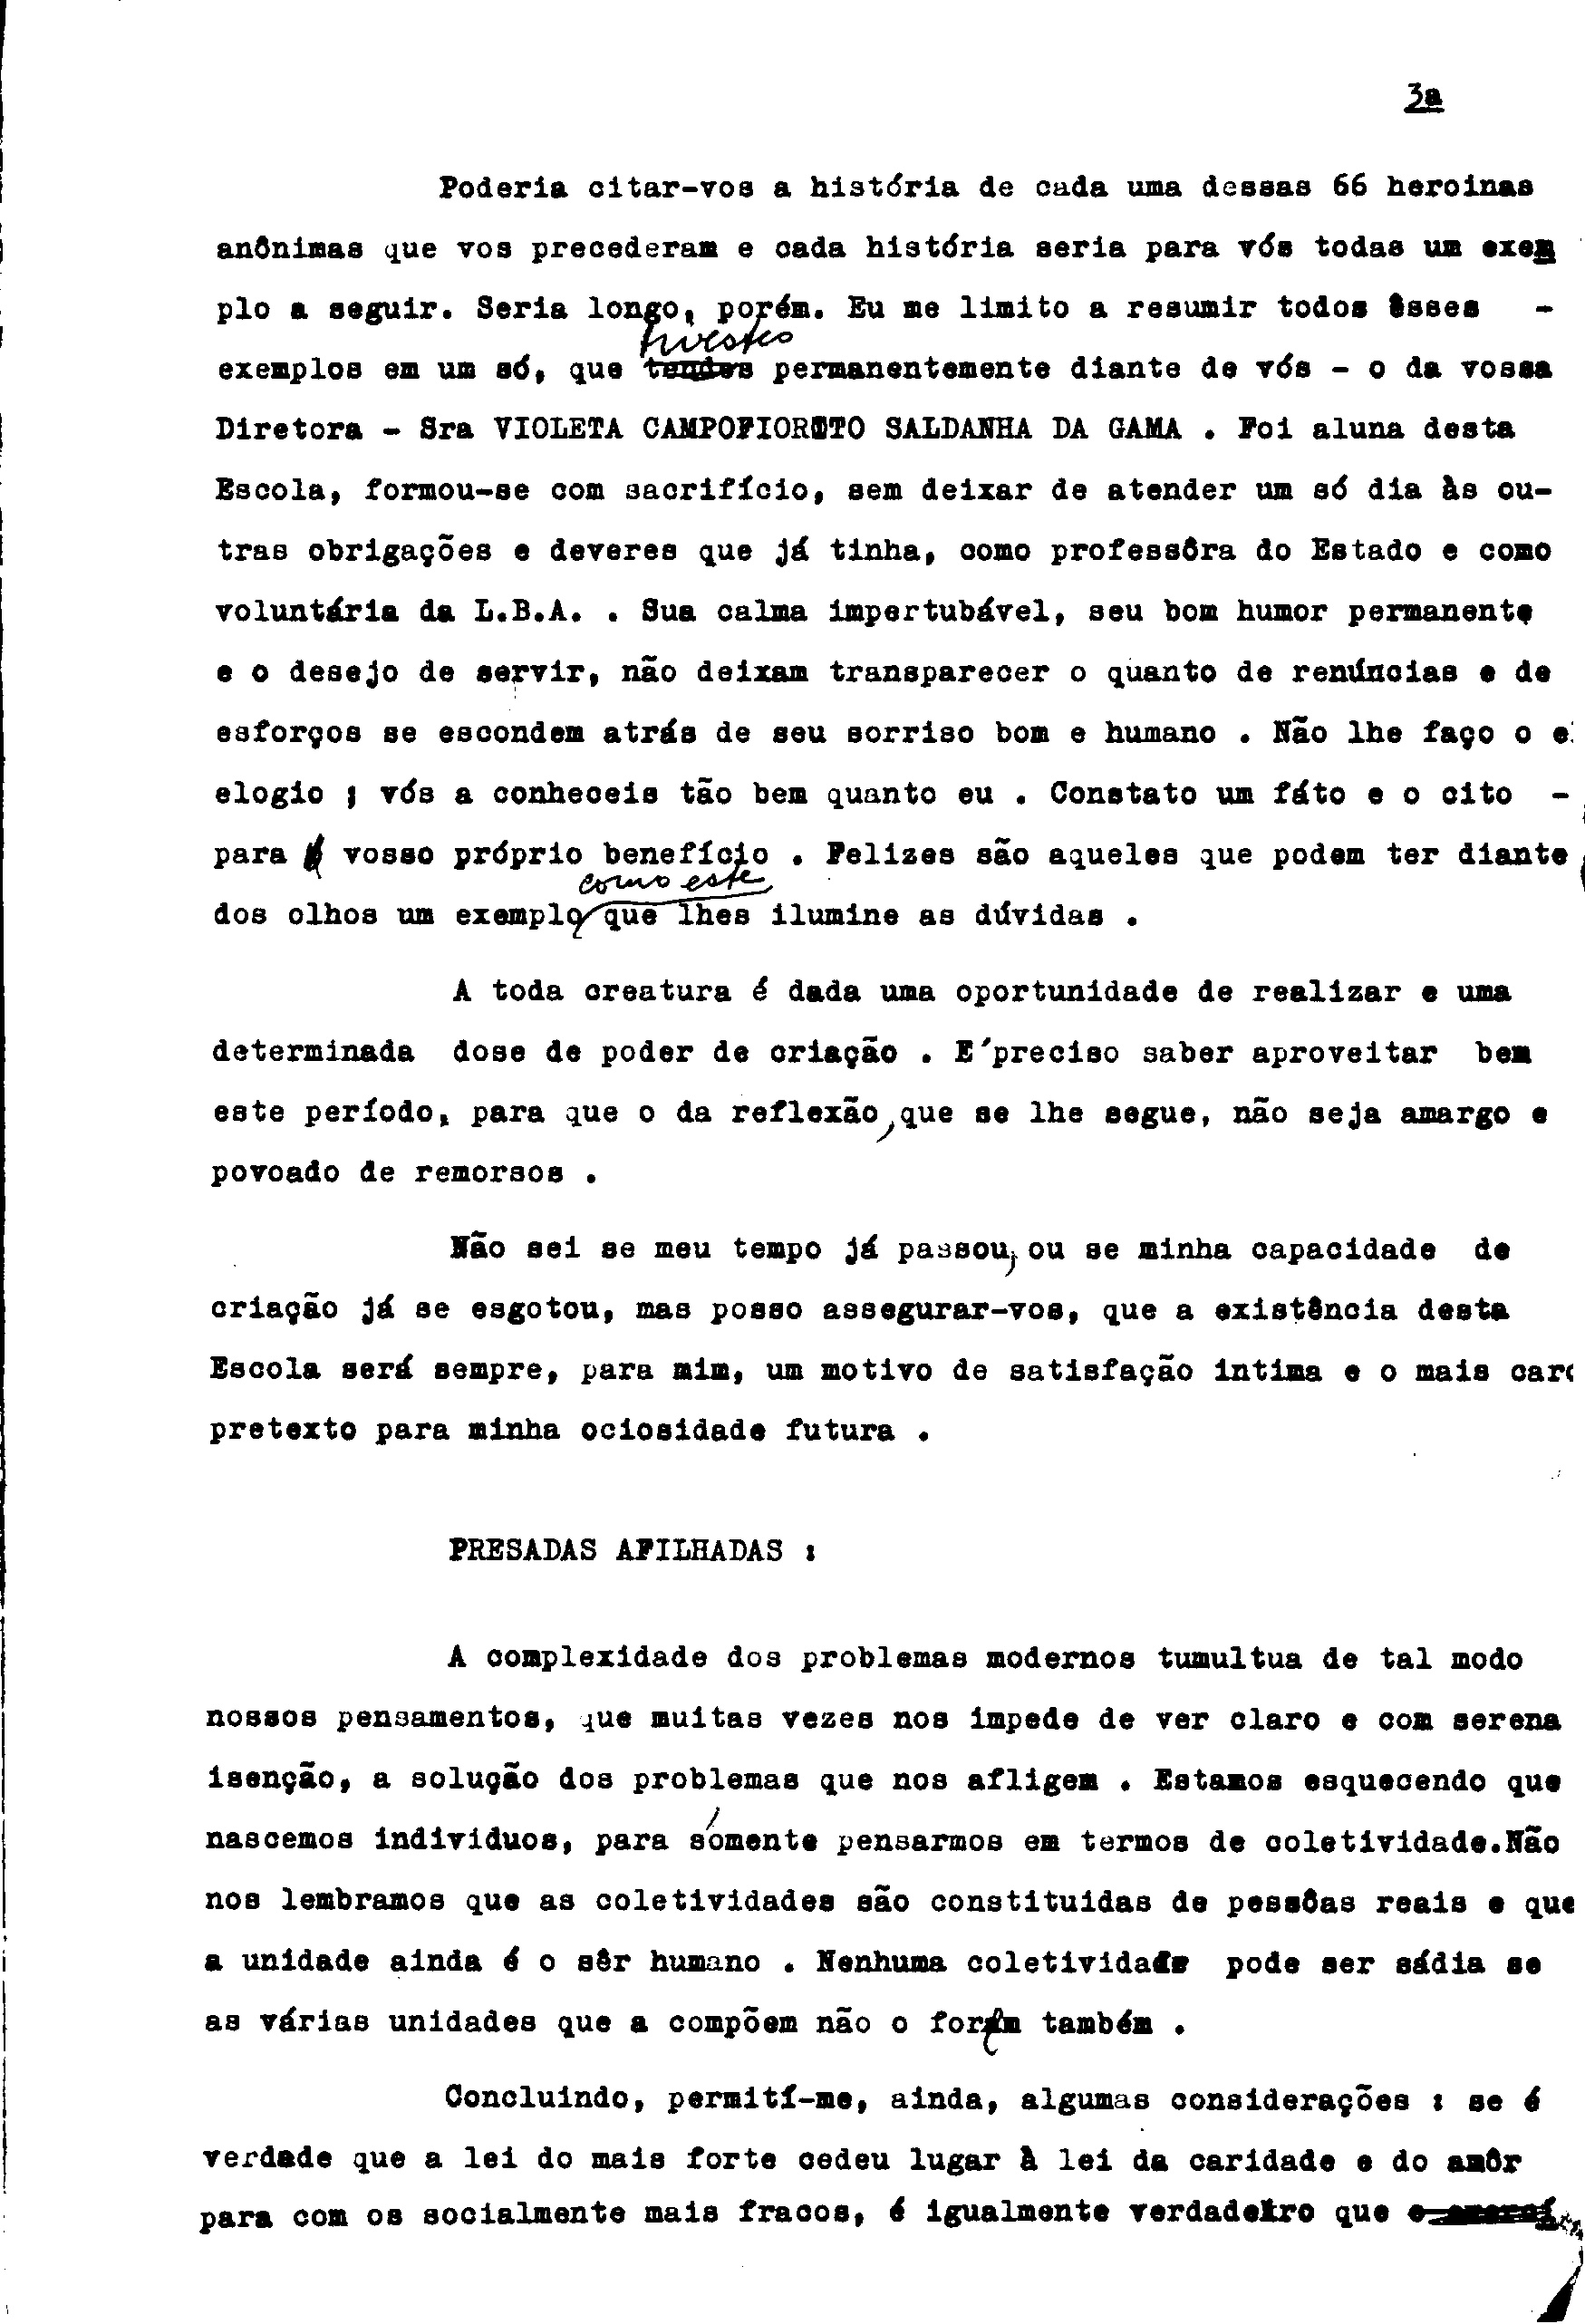 3a
Poderia citar-vos a história de cada uma dessas 66 heroinas
anônimas que vos precederam e cada história seria para vós todas um exem
plo a seguir. Seria longo, porém. Eu me limito a resumir todos êsses -
tivestes
exemplos em um só, que tendes permanentemente diante de vós - o da vossa
Diretora - Sra VIOLETA CAMPOFIORITO SALDANHA DA GAMA . Foi aluna desta
Escola, formou-se com sacrifício, sem deixar de atender um só dia às ou-
tras obrigações e deveres que já tinha, como professôra do Estado e como
voluntária da L.B.A. . Sua calma impertubável, seu bom humor permanente
e o desejo de servir, não deixam transparecer o quanto de renúncias e de
esforços se escondem atrás de seu sorriso bom e humano . Não lhe faço o e
elogio ; vós a conheceis tão bem quanto eu . Constato um fáto e o cito -
para vosso próprio benefício . Felizes são aqueles que podem ter diante
como este,
dos olhos um exemplo que lhes ilumine as dúvidas .
A toda creatura é dada uma oportunidade de realizar e uma
determinada dose de poder de criação . E'preciso saber aproveitar bem
este período, para que o da reflexão, que se lhe segue, não seja amargo e
povoado de remorsos .
Não sei se meu tempo já passou, ou se minha capacidade de
criação já se esgotou, mas posso assegurar-vos, que a existência desta
Escola será sempre, para mim, um motivo de satisfação intima e o mais caro
pretexto para minha ociosidade futura .
PRESADAS AFILHADAS :
A complexidade dos problemas modernos tumultua de tal modo
nossos pensamentos, que muitas vezes nos impede de ver claro e com serena
isenção, a solução dos problemas que nos afligem . Estamos esquecendo que
nascemos individuos, para sómente pensarmos em termos de coletividade.Não
nos lembramos que as coletividades são constituidas de pessôas reais e que
a unidade ainda é o sêr humano . Nenhuma coletividade pode ser sádia se
as várias unidades que a compõem não o forem também .
Concluindo, permití-me, ainda, algumas considerações : se é
verdade que a lei do mais forte cedeu lugar à lei da caridade e do amôr
para com os socialmente mais fracos, é igualmente verdadeiro que